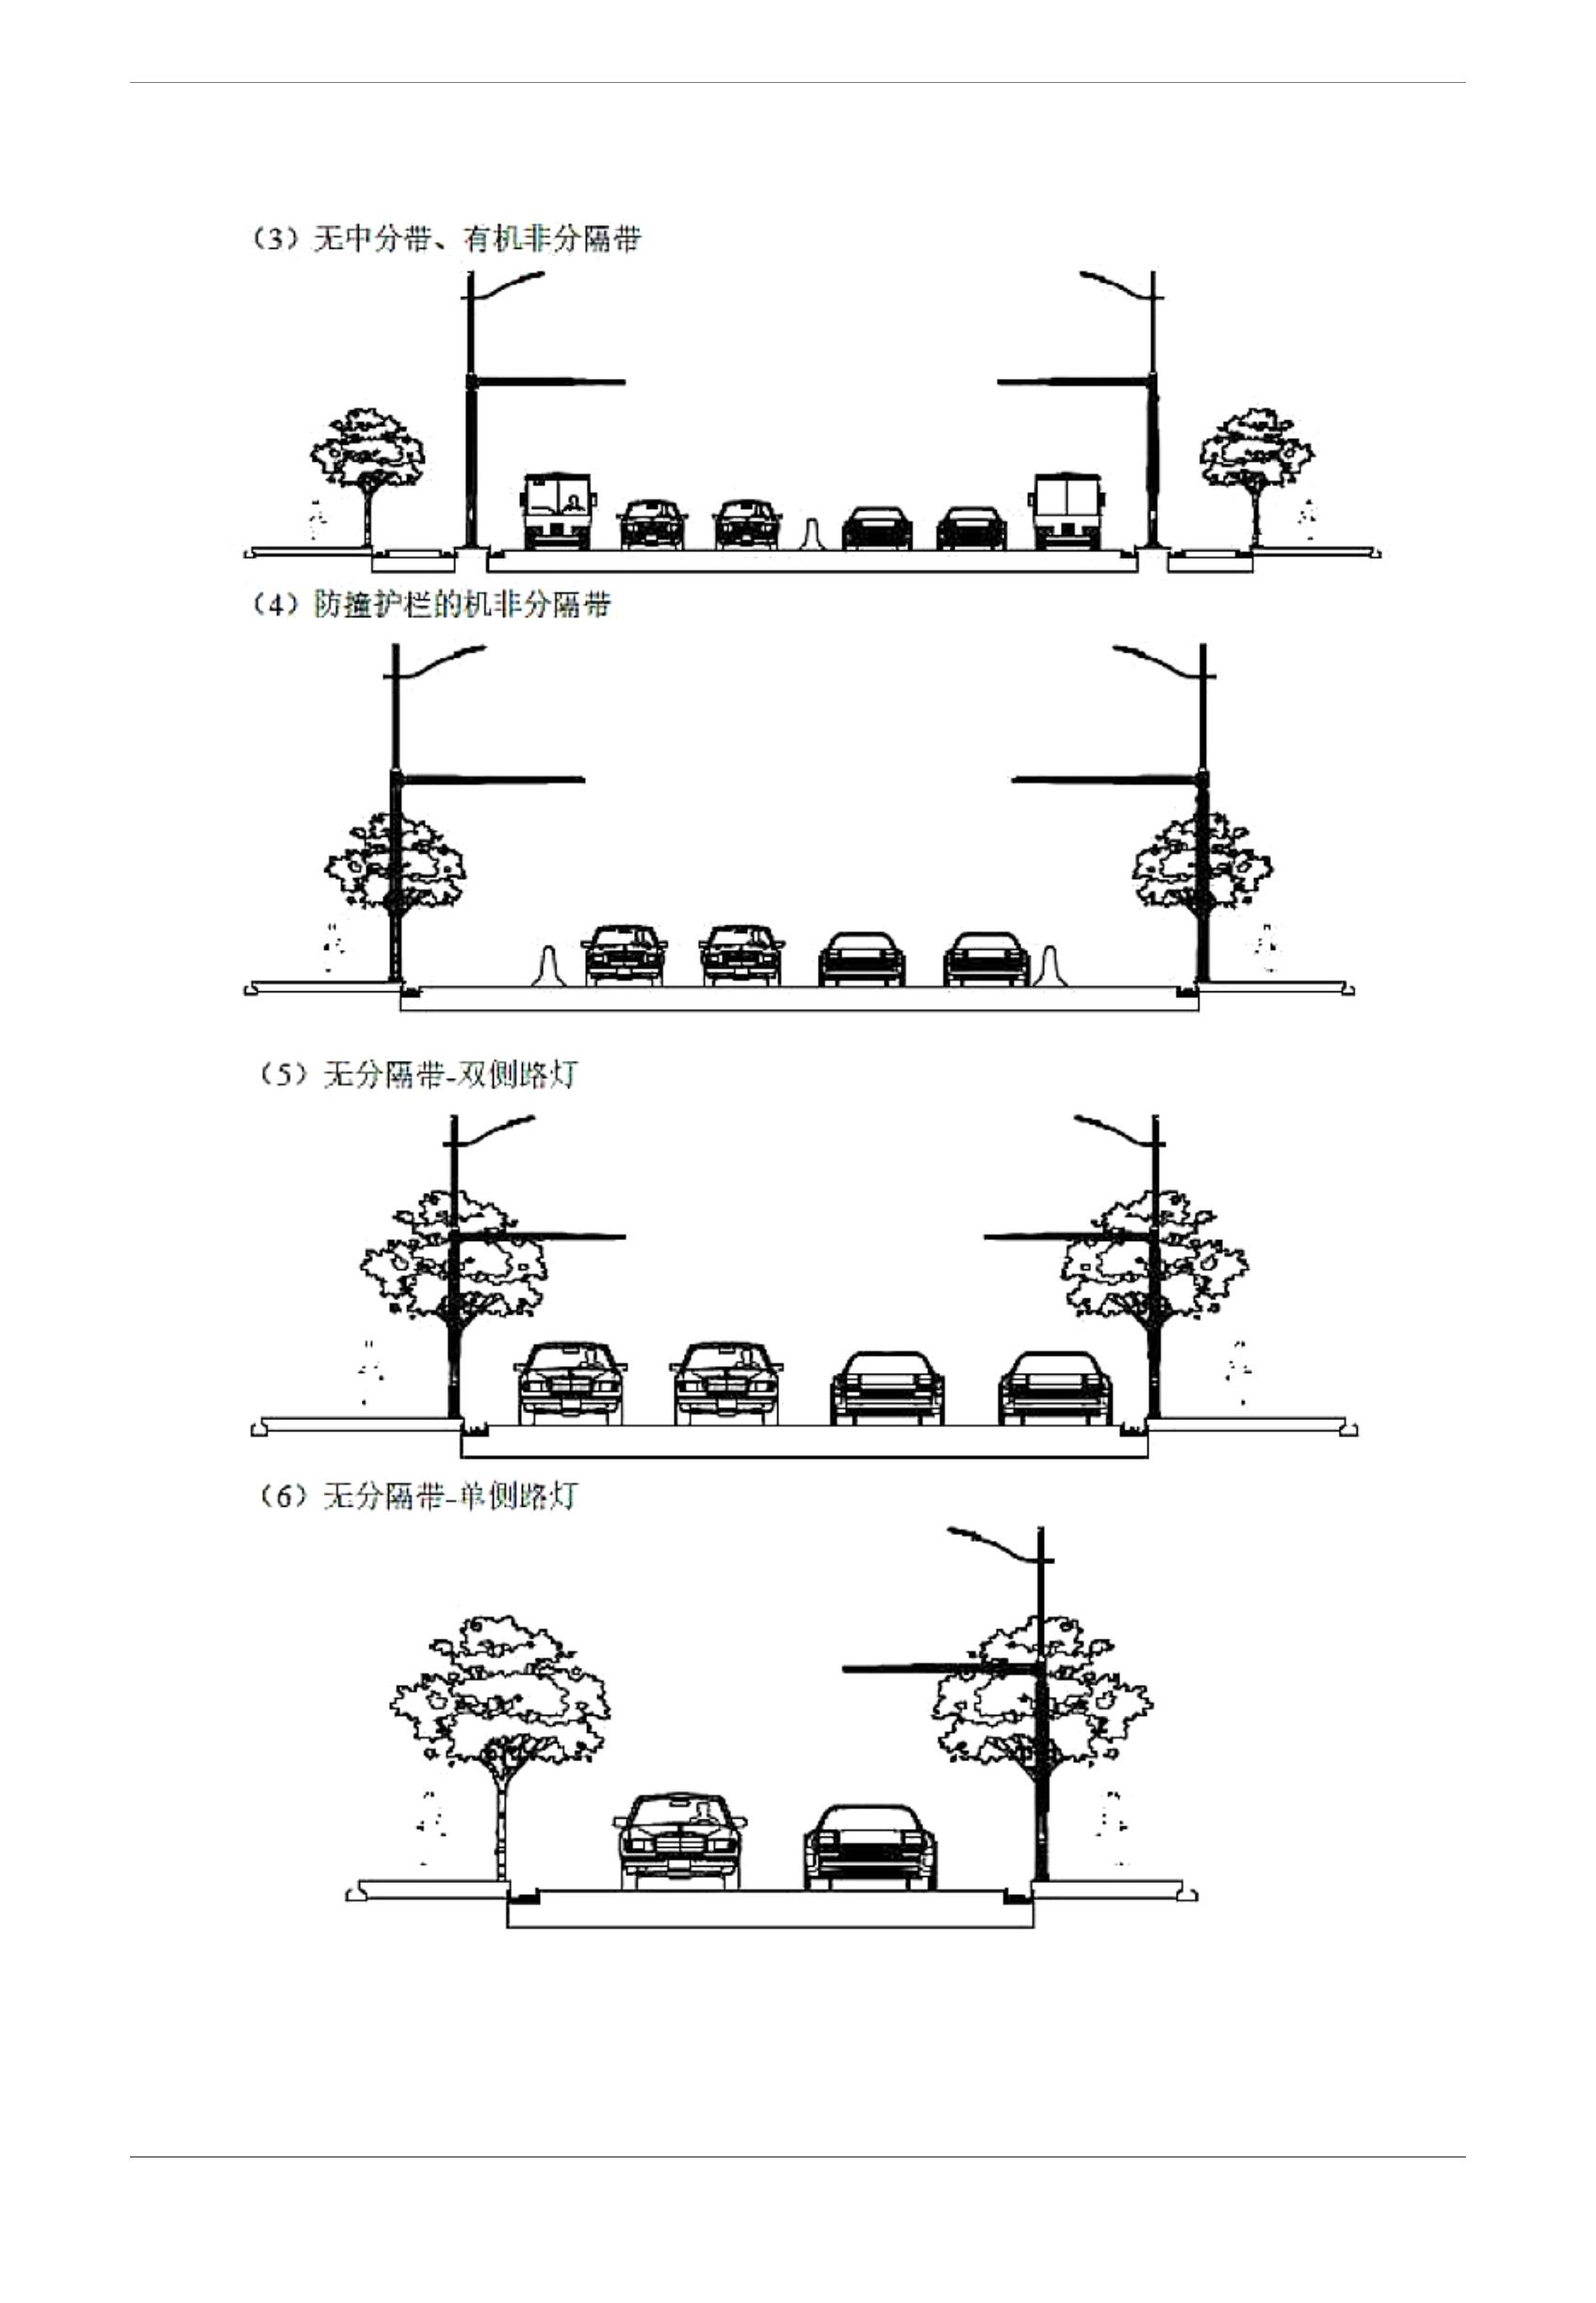 （3）无中分带、有机非分隔带
（4）防撞护栏的机非分隔带
（5）无分隔带-双侧路灯
（6）无分隔带-单侧路灯